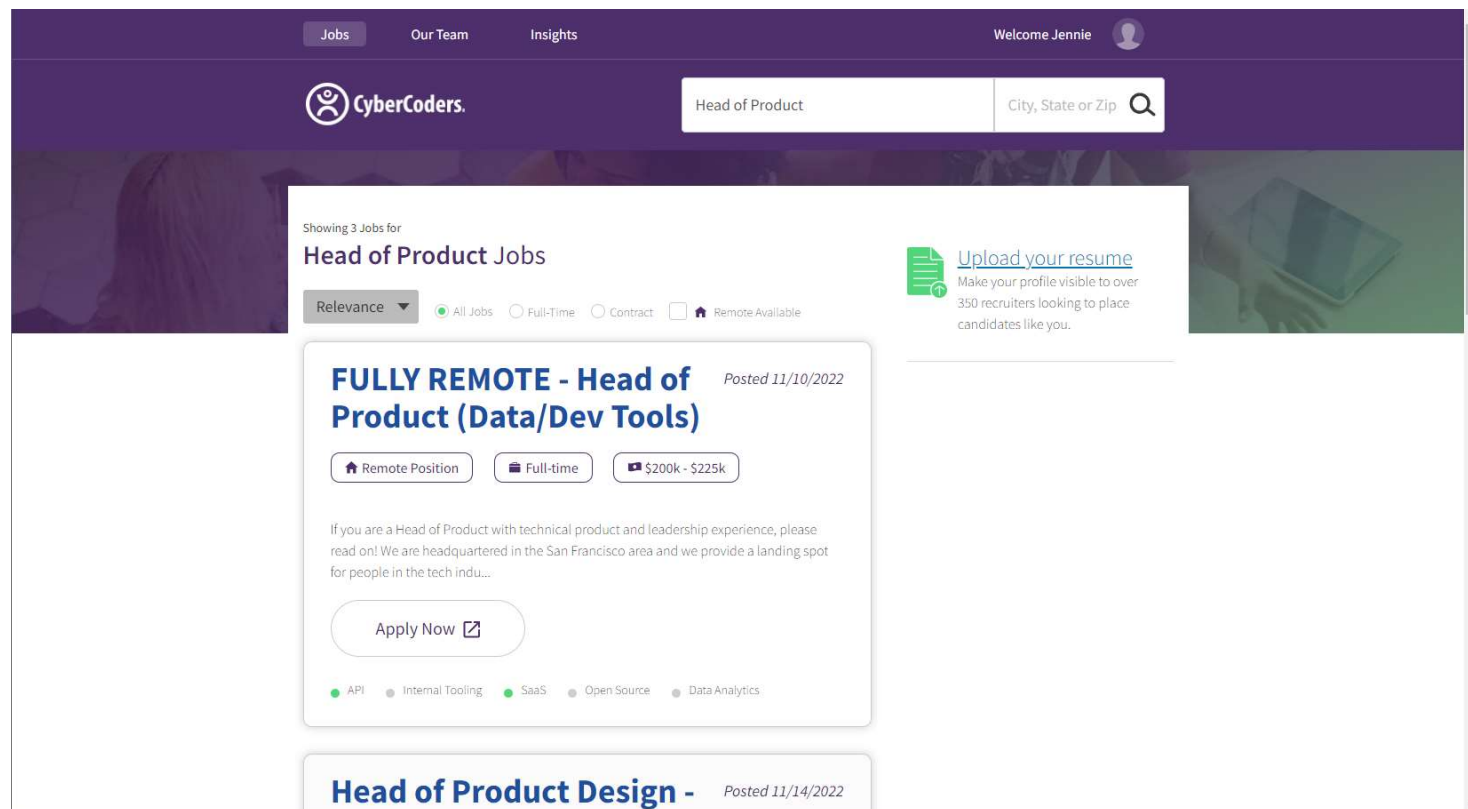 Jobs Our Team Insights Welcome Jennie
CyberCoders.
Head of Product City, State or Zip
Showing 3 Jobs for
Head of Product Jobs
Upload your resume
Make your profile visible to over
350 recruiters looking to place
candidates like you.
Relevance All Jobs Full-Time Contract Remote Available
FULLY REMOTE - Head of
Product (Data/Dev Tools)
Posted 11/10/2022
Remote Position Full-time $200k - $225k
If you are a Head of Product with technical product and leadership experience, please
read on! We are headquartered in the San Francisco area and we provide a landing spot
for people in the tech indu...
Apply Now
API Internal Tooling SaaS Open Source Data Analytics
Head of Product Design -
Posted 11/14/2022